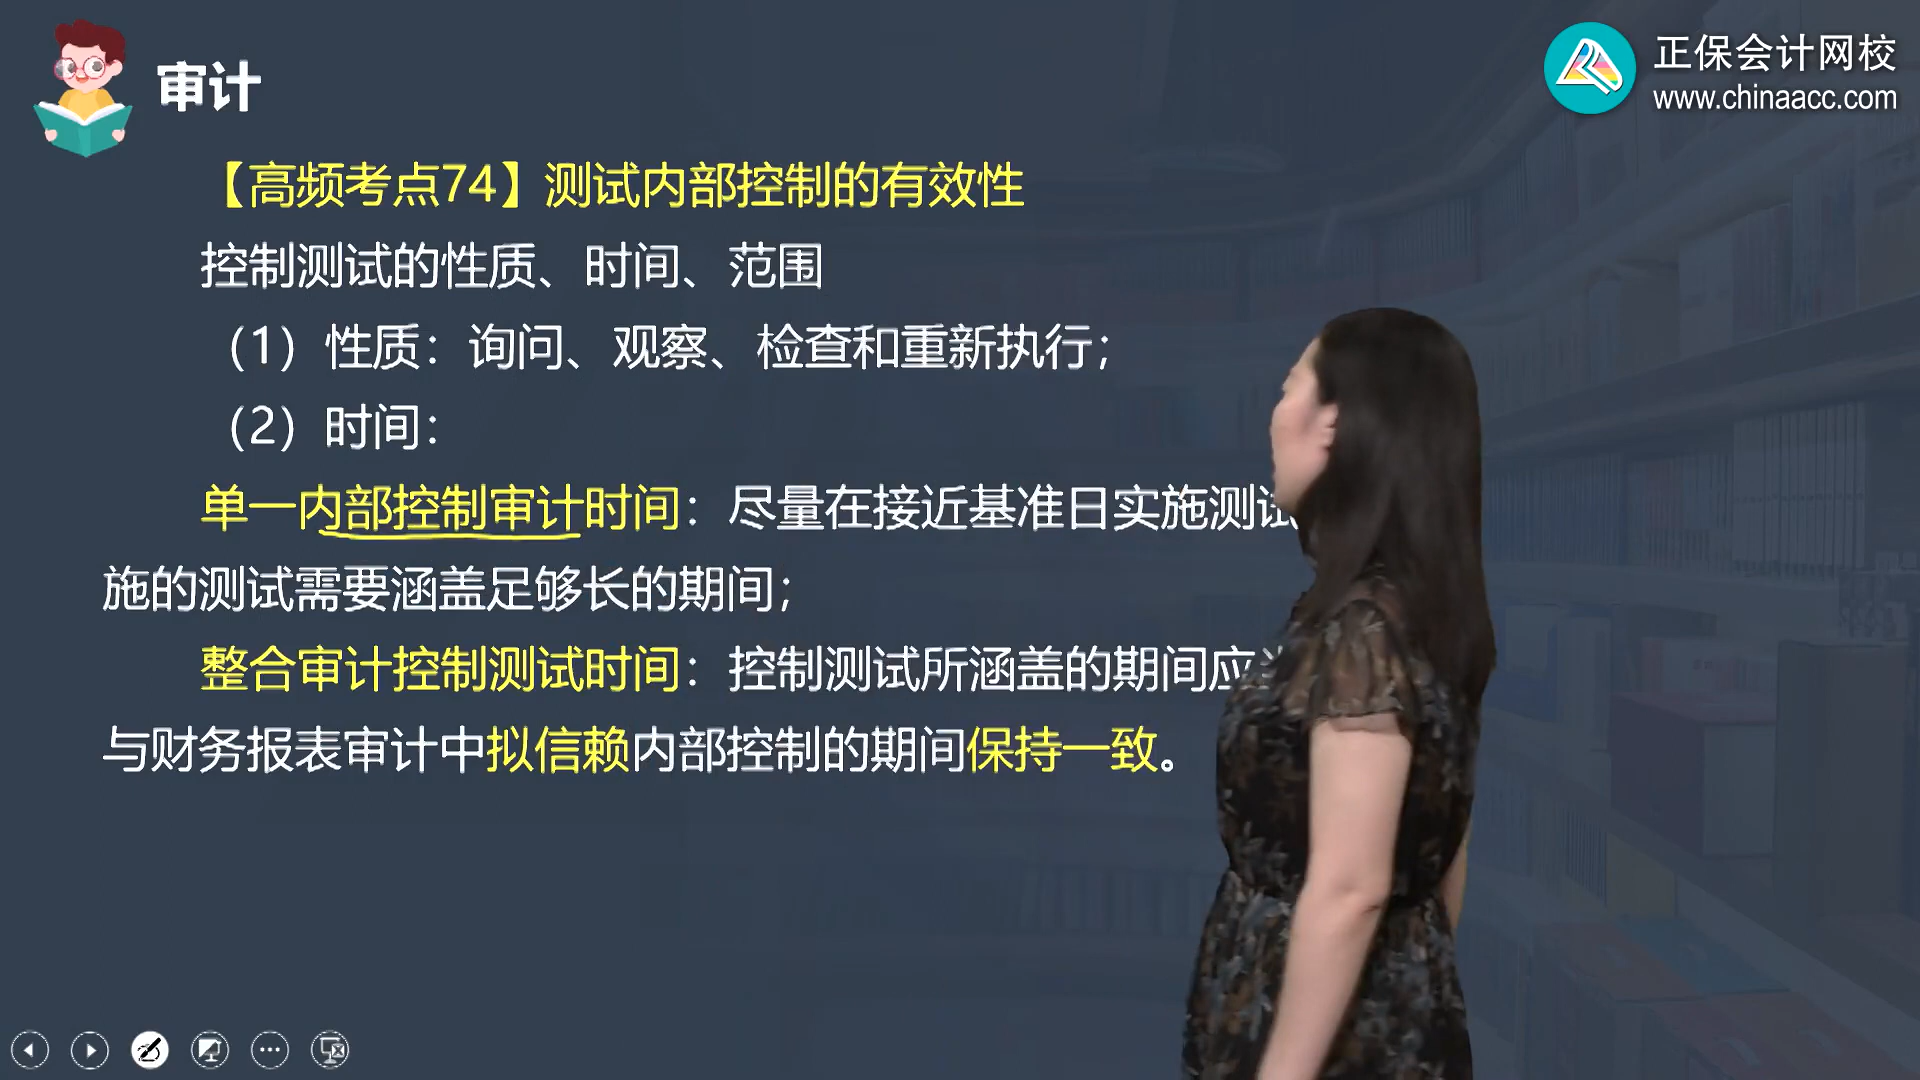 审计
正保会计网校
www.chinaacc.com
【高频考点74】测试内部控制的有效性
控制测试的性质、时间、范围
（1）性质：询问、观察、检查和重新执行；
（2）时间：
单一内部控制审计时间：尽量在接近基准日实施测试
施的测试需要涵盖足够长的期间；
整合审计控制测试时间：控制测试所涵盖的期间应
与财务报表审计中拟信赖内部控制的期间保持一致。